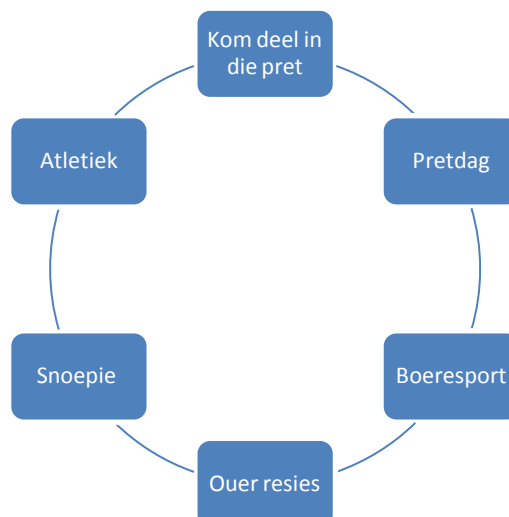 Kom deel in
die pret
Pretdag
Boeresport
Ouer resies
Snoepie
Atletiek